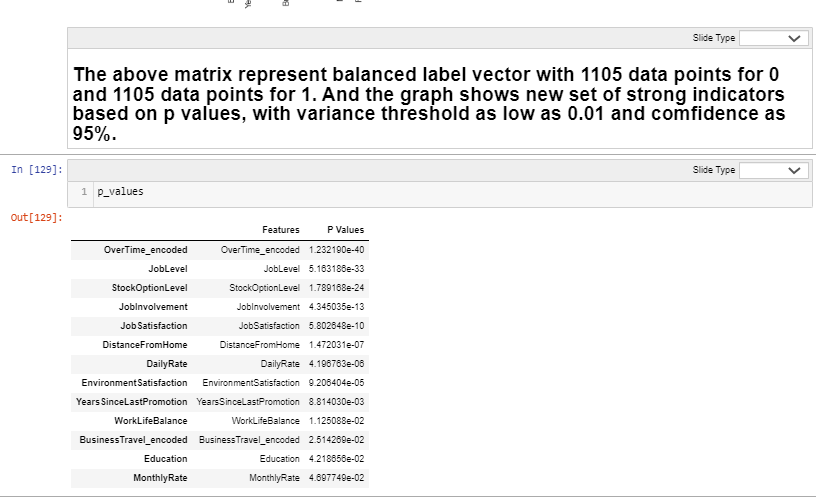 Slide Type
The above matrix represent balanced label vector with 1105 data points for 0
and 1105 data points for 1. And the graph shows new set of strong indicators
based on p values, with variance threshold as low as 0.01 and comfidence as
95%.
In [129]:
Slide Type
1 p_values
Out[129]:
Features P Values
OverTime_encoded OverTime_encoded 1.232190e-40
JobLevel JobLevel 5.163186e-33
StockOptionLevel StockOptionLevel 1.789168e-24
JobInvolvement JobInvolvement 4.345035e-13
JobSatisfaction JobSatisfaction 5.802648e-10
DistanceFromHome DistanceFromHome 1.472031e-07
DailyRate DailyRate 4.196763e-06
EnvironmentSatisfaction EnvironmentSatisfaction 9.206404e-05
YearsSinceLastPromotion YearsSinceLastPromotion 8.814030e-03
WorkLifeBalance WorkLifeBalance 1.125088e-02
BusinessTravel_encoded BusinessTravel_encoded 2.514269e-02
Education Education 4.218656e-02
MonthlyRate MonthlyRate 4.697749e-02